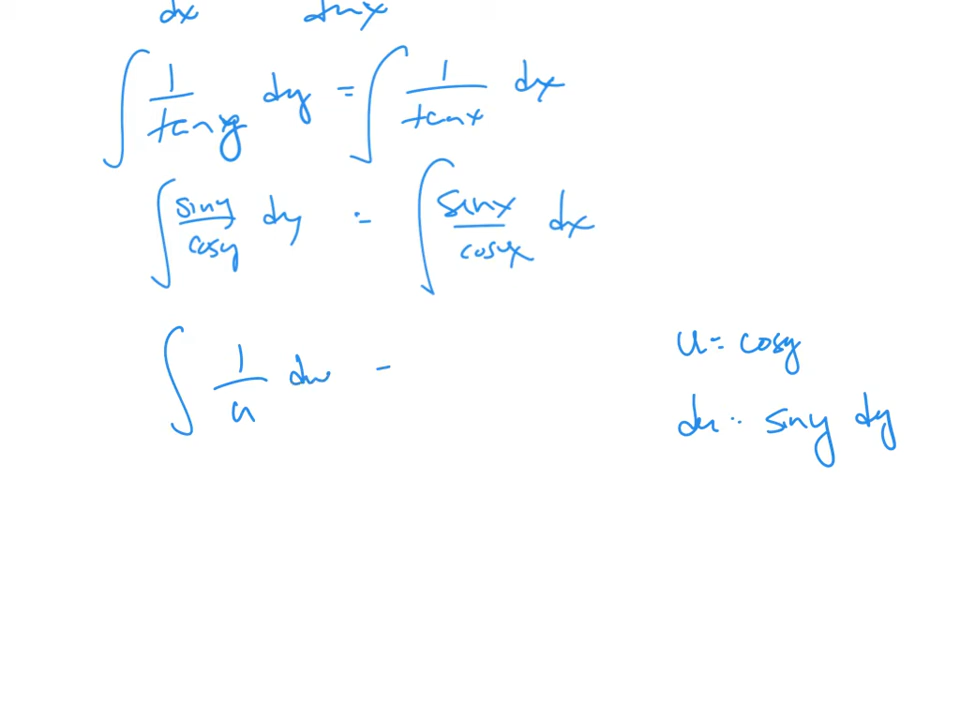 dx tanx
∫ 1/tany dy = ∫ 1/tanx dx
∫ siny/cosy dy = ∫ sinx/cosx dx
∫ 1/u du =
u = cosy
du = siny dy